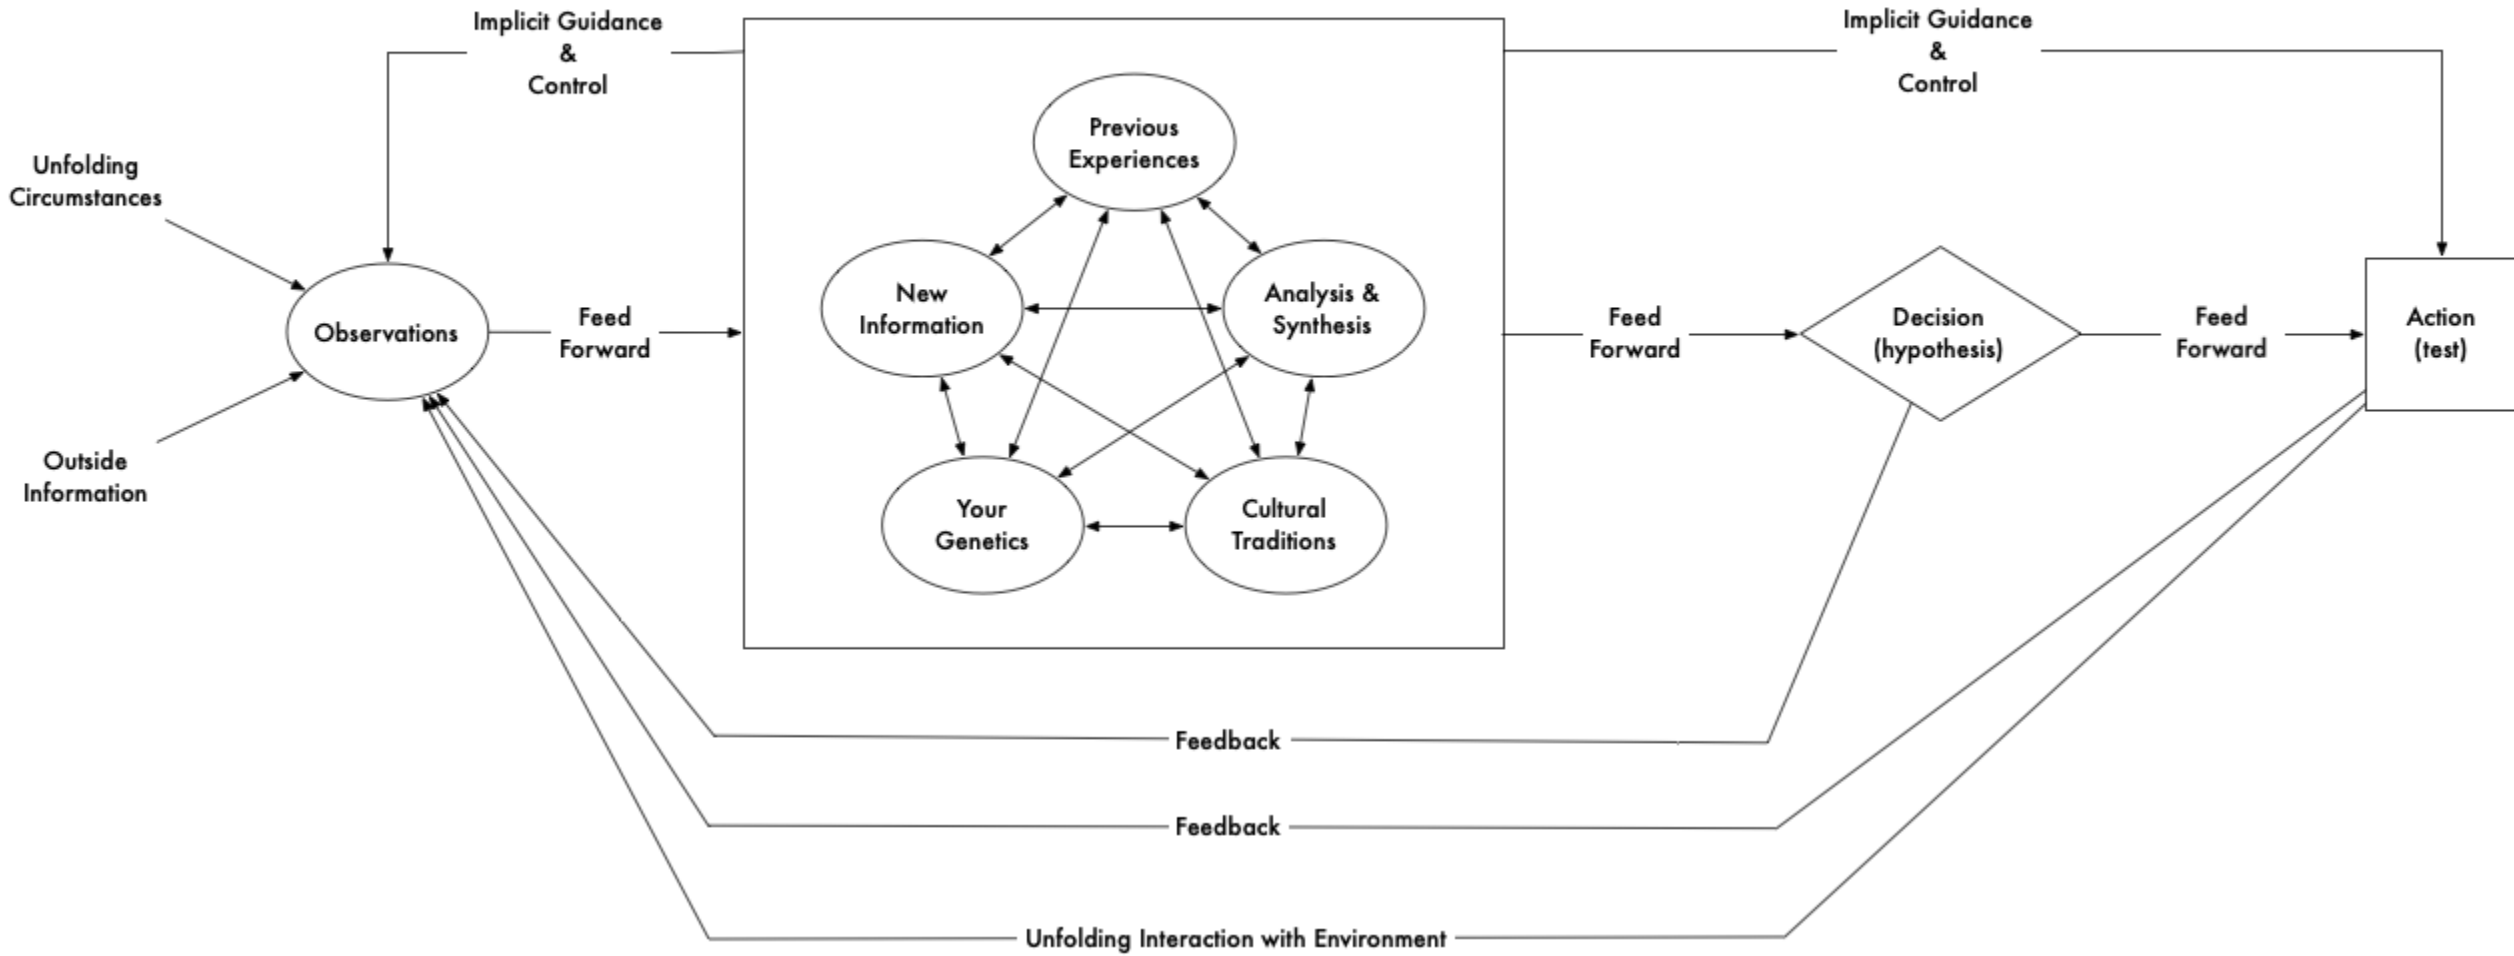 Implicit Guidance
&
Control
Implicit Guidance
&
Control
Unfolding
Circumstances
Outside
Information
Observations
Feed
Forward
Previous
Experiences
New
Information
Analysis &
Synthesis
Your
Genetics
Cultural
Traditions
Feed
Forward
Decision
(hypothesis)
Feed
Forward
Action
(test)
Feedback
Feedback
Unfolding Interaction with Environment